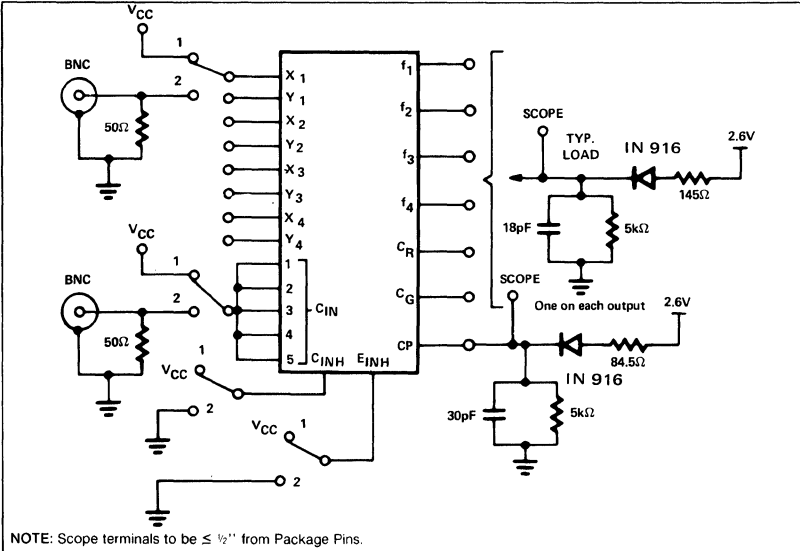 VCC
1
BNC
2
50Ω
X1
Y1
X2
Y2
X3
Y3
X4
Y4
f1
f2
f3
f4
CR
CG
CP
SCOPE
TYP.
LOAD
IN 916
2.6V
145Ω
18pF
5kΩ
One on each output
VCC
1
BNC
2
50Ω
1
2
3
4
5
CIN
CINH
EINH
SCOPE
2.6V
84.5Ω
IN 916
30pF
5kΩ
VCC
1
2
VCC
1
2
NOTE: Scope terminals to be ≤ ½'' from Package Pins.